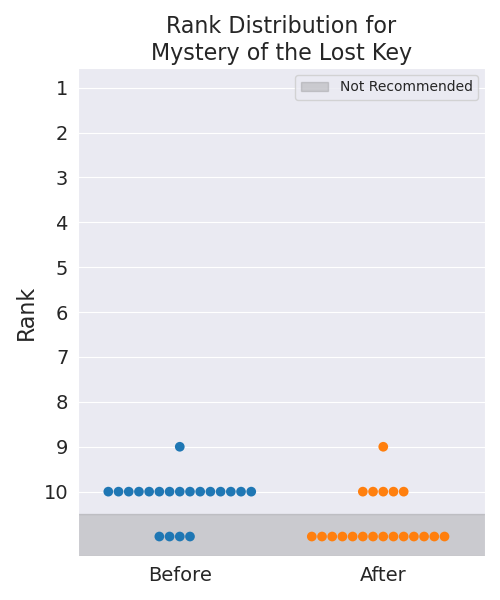 Rank Distribution for
Mystery of the Lost Key
Not Recommended
1
2
3
4
5
6
7
8
9
10
Rank
Before
After